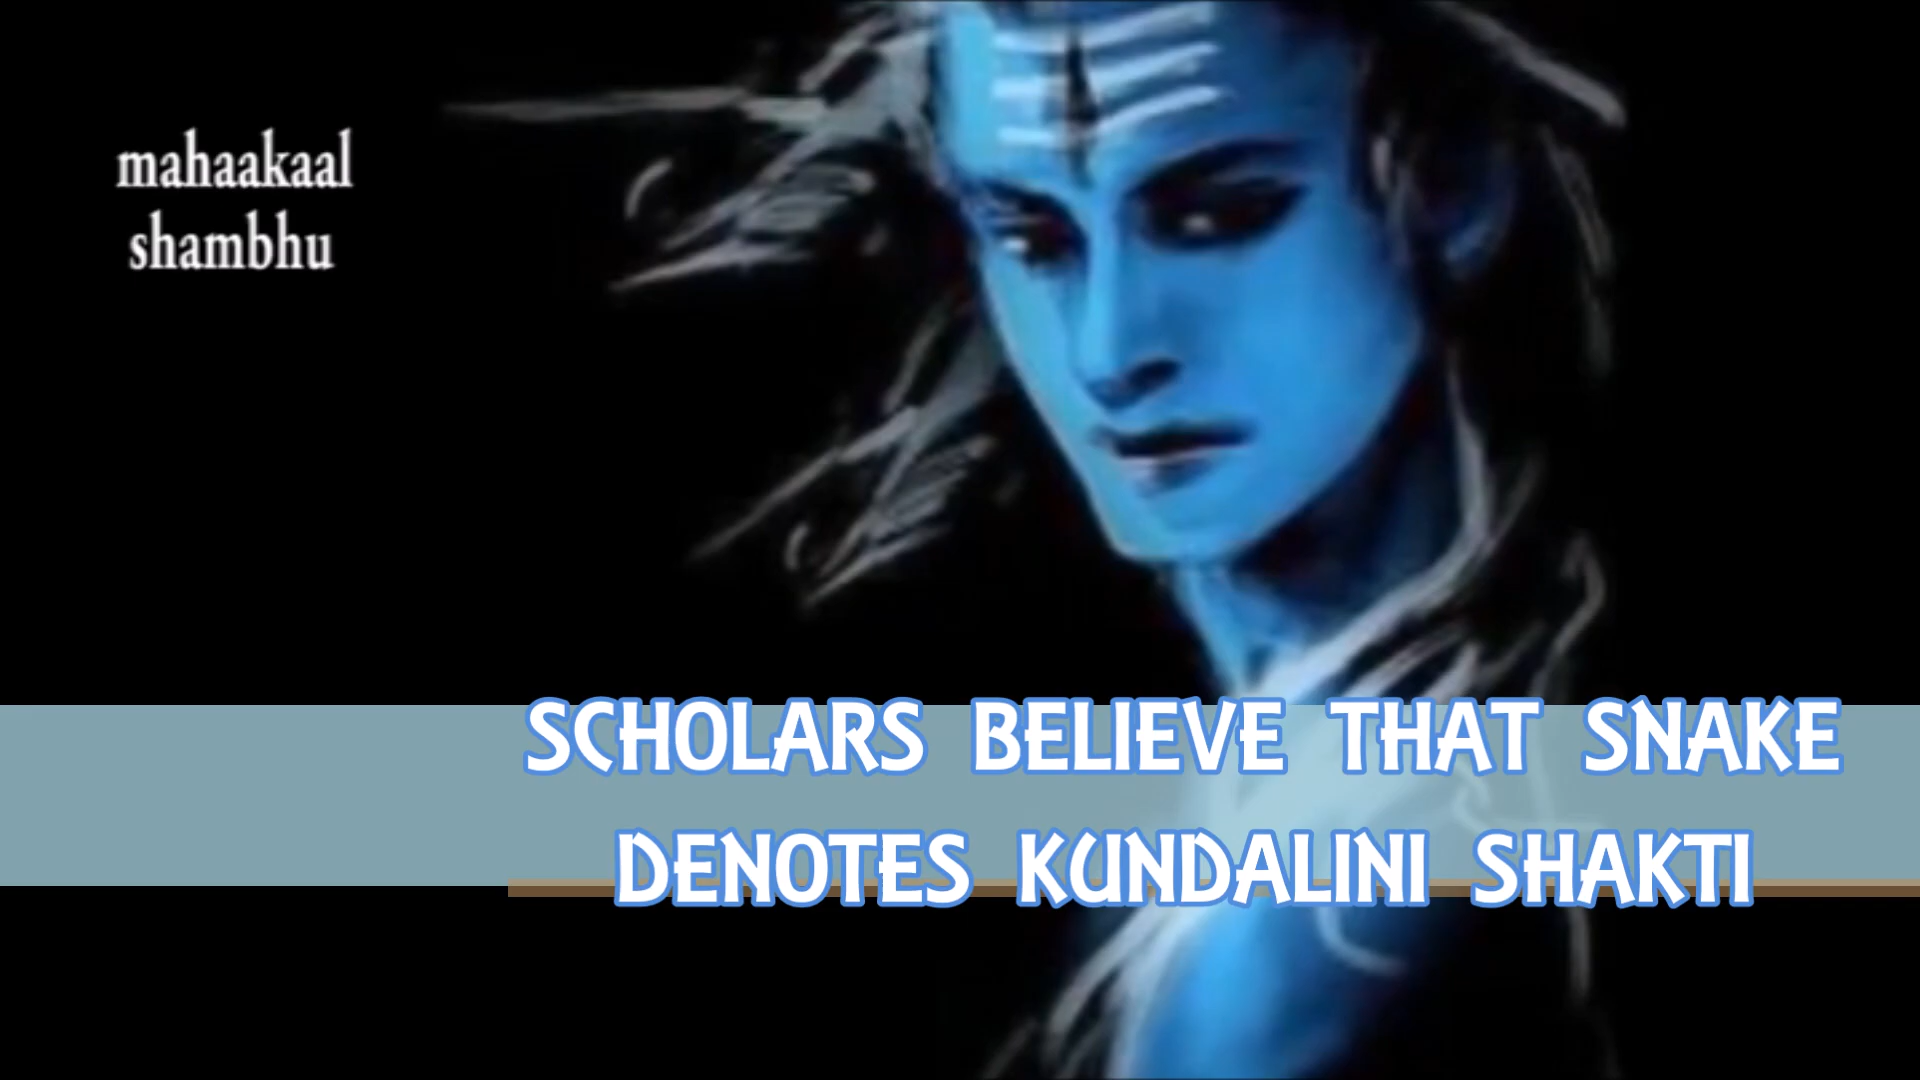 mahaakaal
shambhu
SCHOLARS BELIEVE THAT SNAKE
DENOTES KUNDALINI SHAKTI